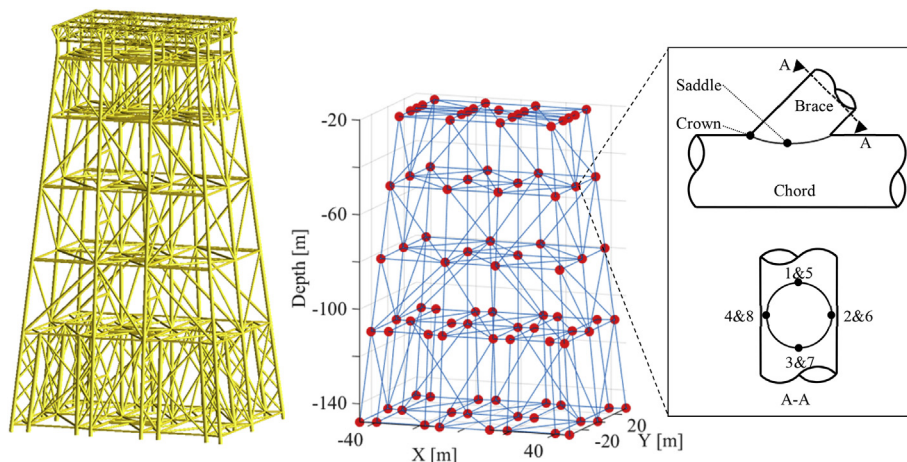 -20
-60
-100
-140
Depth [m]
-40
X [m]
40
-20
20
Y [m]
A
Saddle
Brace
Crown
A
Chord
1&5
4&8
2&6
3&7
A-A